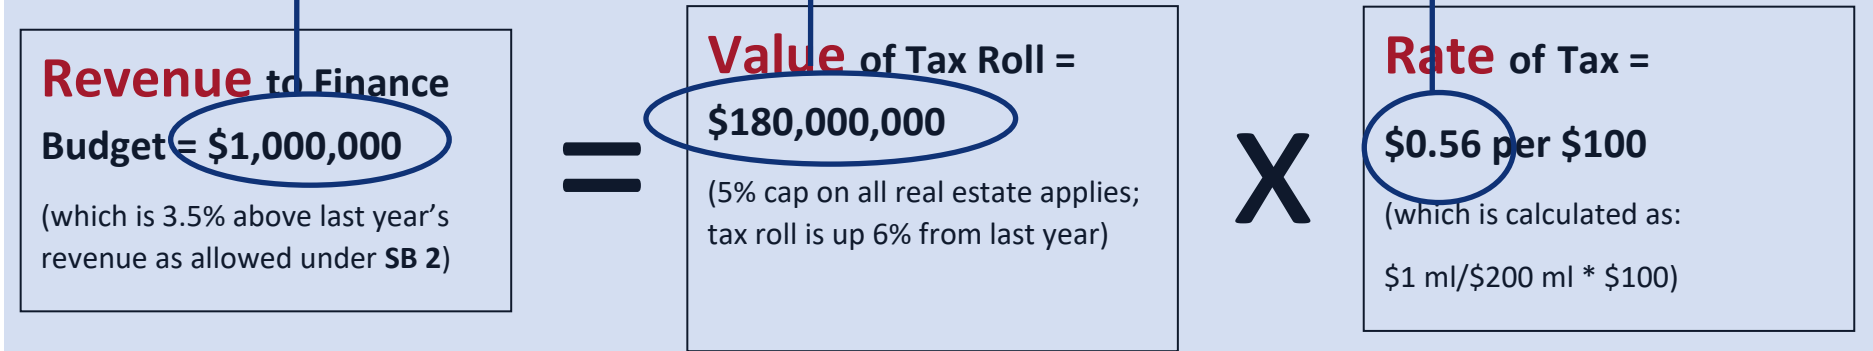 Revenue to Finance
Budget = $1,000,000
(which is 3.5% above last year’s
revenue as allowed under SB 2)
=
Value of Tax Roll =
$180,000,000
(5% cap on all real estate applies;
tax roll is up 6% from last year)
X
Rate of Tax =
$0.56 per $100
(which is calculated as:
$1 ml/$200 ml * $100)